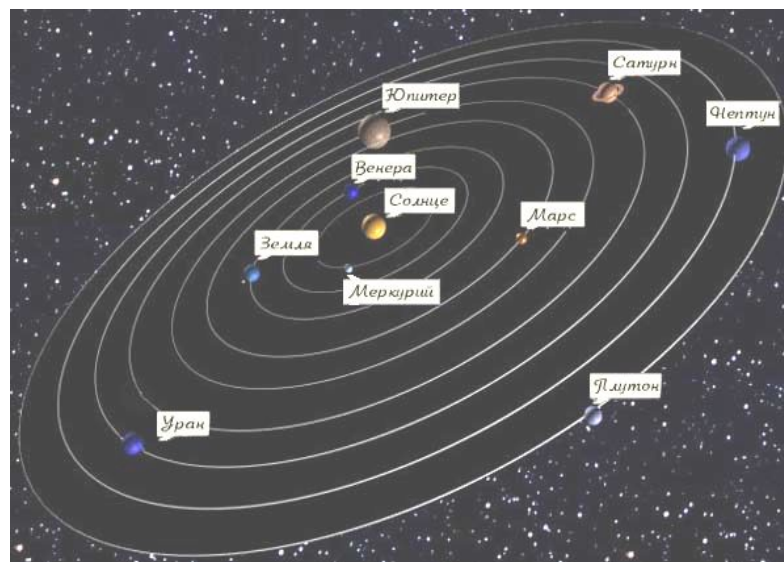 Сатурн
Юпитер
Нептун
Венера
Солнце
Марс
Земля
Меркурий
Плутон
Уран